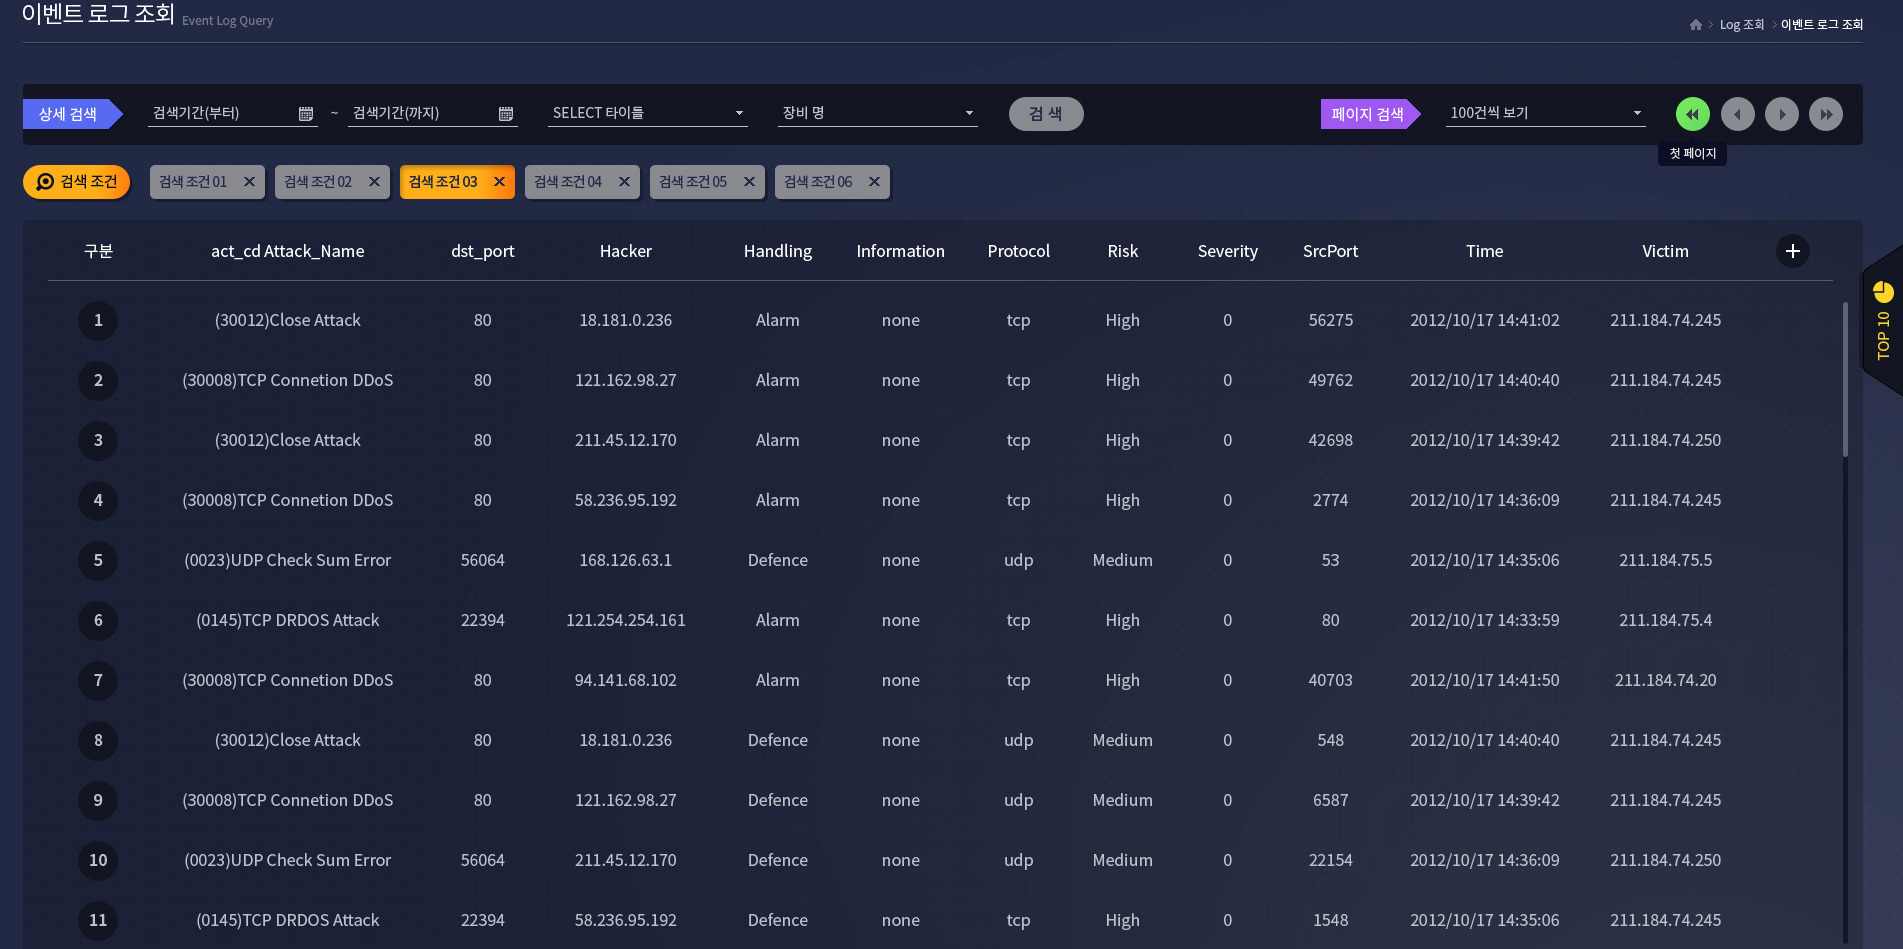 이벤트 로그 조회 Event Log Query
Log 조회 이벤트 로그 조회
상세 검색 검색기간(부터) ~ 검색기간(까지) SELECT 타이틀 장비 명 검 색 페이지 검색 100건씩 보기
첫 페이지
검색 조건 검색 조건 01 검색 조건 02 검색 조건 03 검색 조건 04 검색 조건 05 검색 조건 06
구분 act_cd Attack_Name dst_port Hacker Handling Information Protocol Risk Severity SrcPort Time Victim
1 (30012)Close Attack 80 18.181.0.236 Alarm none tcp High 0 56275 2012/10/17 14:41:02 211.184.74.245
2 (30008)TCP Connetion DDoS 80 121.162.98.27 Alarm none tcp High 0 49762 2012/10/17 14:40:40 211.184.74.245
3 (30012)Close Attack 80 211.45.12.170 Alarm none tcp High 0 42698 2012/10/17 14:39:42 211.184.74.250
4 (30008)TCP Connetion DDoS 80 58.236.95.192 Alarm none tcp High 0 2774 2012/10/17 14:36:09 211.184.74.245
5 (0023)UDP Check Sum Error 56064 168.126.63.1 Defence none udp Medium 0 53 2012/10/17 14:35:06 211.184.75.5
6 (0145)TCP DRDOS Attack 22394 121.254.254.161 Alarm none tcp High 0 80 2012/10/17 14:33:59 211.184.75.4
7 (30008)TCP Connetion DDoS 80 94.141.68.102 Alarm none tcp High 0 40703 2012/10/17 14:41:50 211.184.74.20
8 (30012)Close Attack 80 18.181.0.236 Defence none udp Medium 0 548 2012/10/17 14:40:40 211.184.74.245
9 (30008)TCP Connetion DDoS 80 121.162.98.27 Defence none udp Medium 0 6587 2012/10/17 14:39:42 211.184.74.245
10 (0023)UDP Check Sum Error 56064 211.45.12.170 Defence none udp Medium 0 22154 2012/10/17 14:36:09 211.184.74.250
11 (0145)TCP DRDOS Attack 22394 58.236.95.192 Defence none tcp High 0 1548 2012/10/17 14:35:06 211.184.74.245
TOP 10